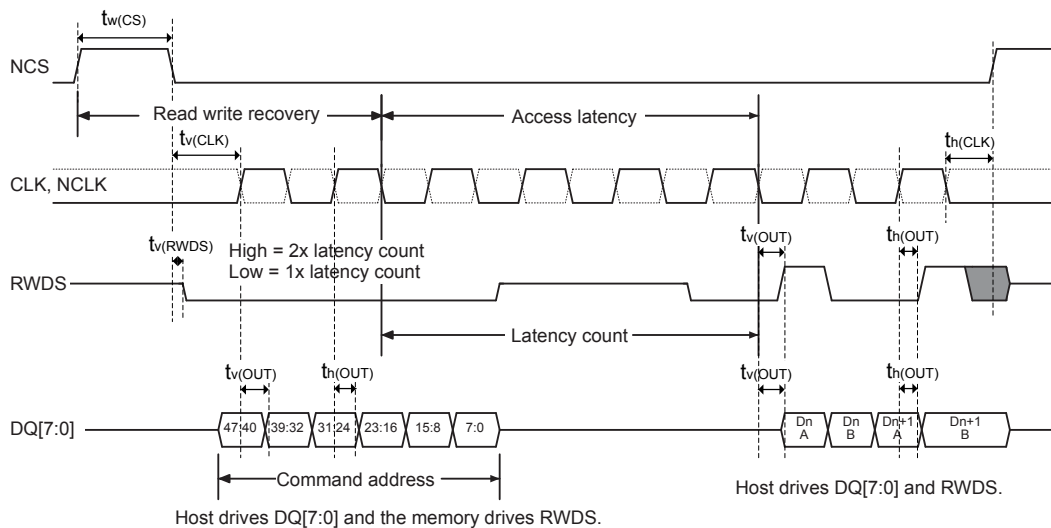 tw(CS)
NCS
Read write recovery
Access latency
tv(CLK)
th(CLK)
CLK, NCLK
tv(RWDS)
High = 2x latency count
Low = 1x latency count
tv(OUT)
th(OUT)
RWDS
Latency count
tv(OUT)
th(OUT)
tv(OUT)
th(OUT)
DQ[7:0]
47:40
39:32
31:24
23:16
15:8
7:0
Dn
A
Dn
B
Dn+1
A
Dn+1
B
Command address
Host drives DQ[7:0] and RWDS.
Host drives DQ[7:0] and the memory drives RWDS.